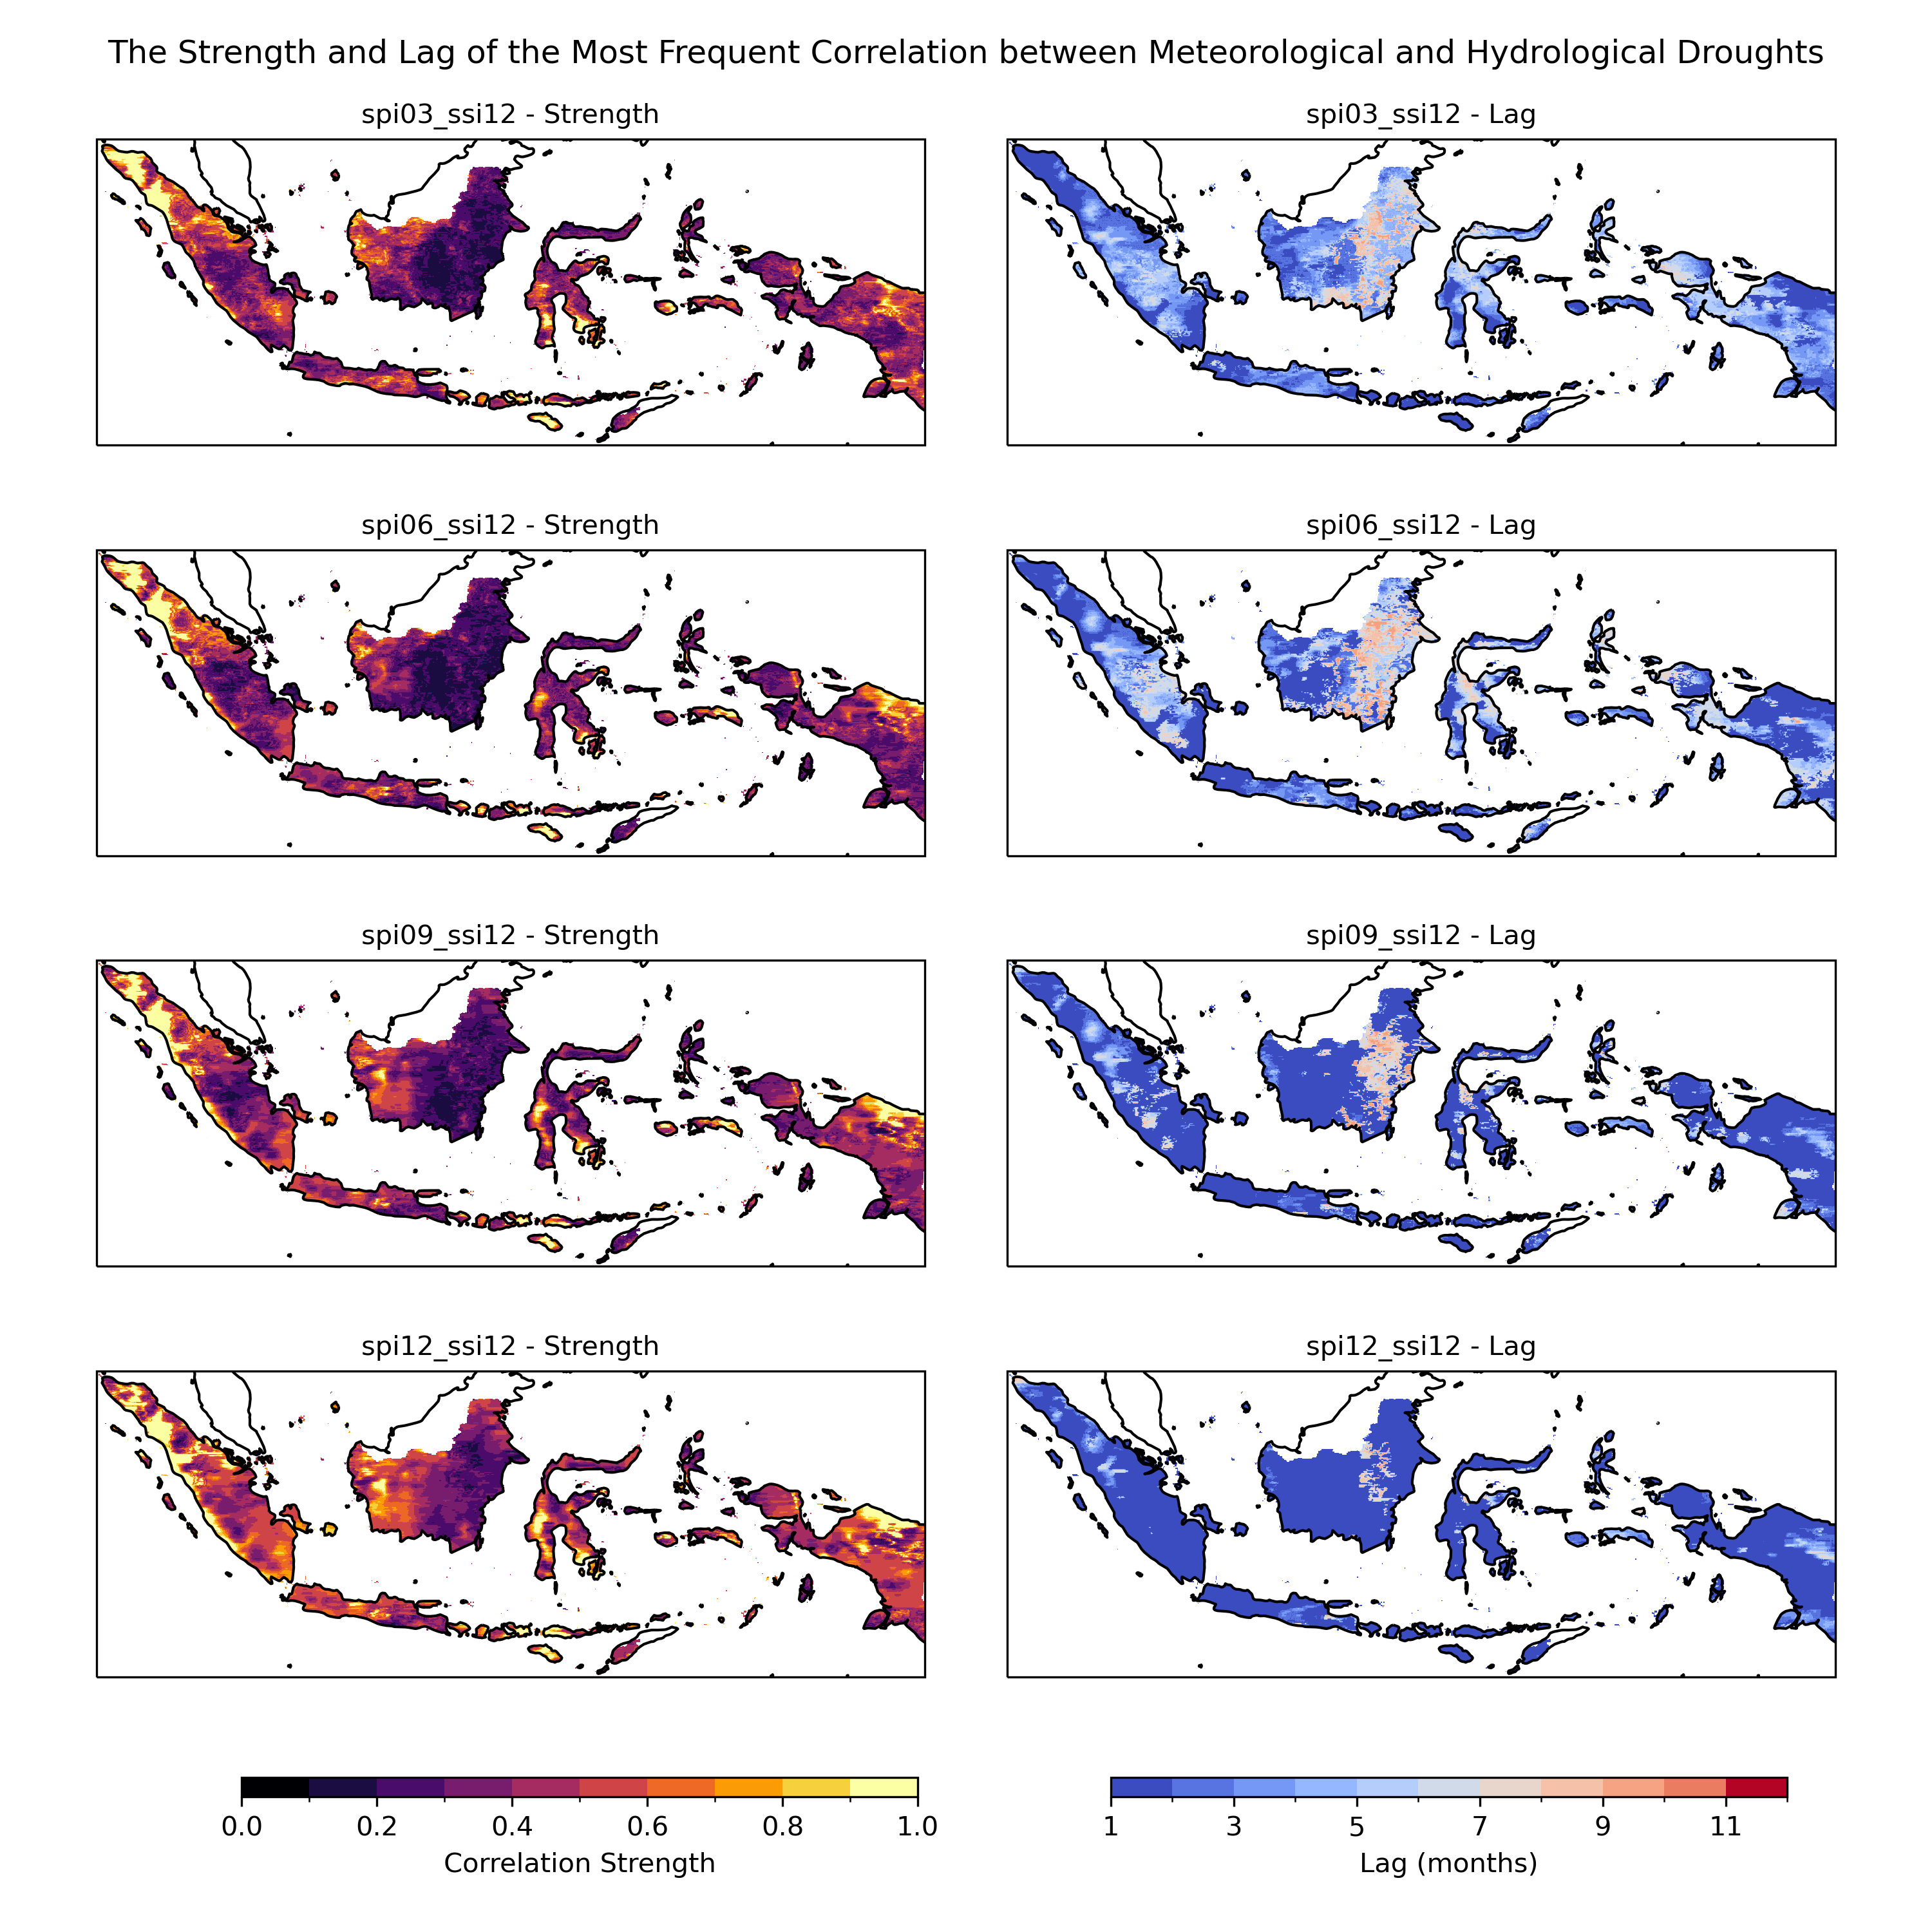 The Strength and Lag of the Most Frequent Correlation between Meteorological and Hydrological Droughts
spi03_ssi12 - Strength
spi03_ssi12 - Lag
spi06_ssi12 - Strength
spi06_ssi12 - Lag
spi09_ssi12 - Strength
spi09_ssi12 - Lag
spi12_ssi12 - Strength
spi12_ssi12 - Lag
0.0 0.2 0.4 0.6 0.8 1.0
Correlation Strength
1 3 5 7 9 11
Lag (months)